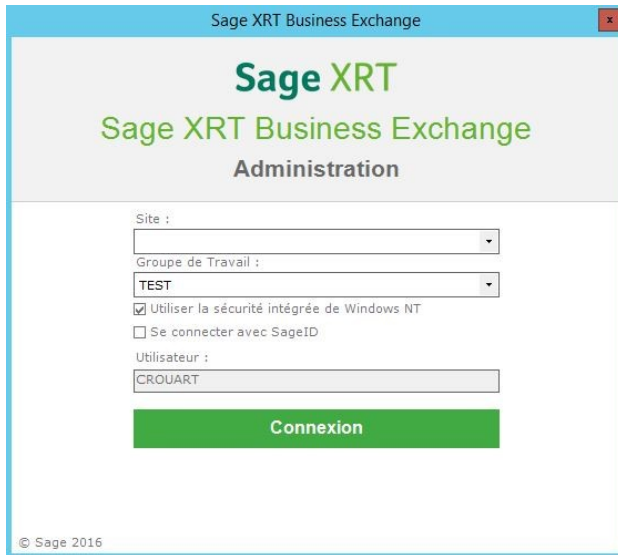 Sage XRT Business Exchange
x
Sage XRT
Sage XRT Business Exchange
Administration
Site :
Groupe de Travail :
TEST
Utiliser la sécurité intégrée de Windows NT
Se connecter avec SageID
Utilisateur :
CROUART
Connexion
© Sage 2016